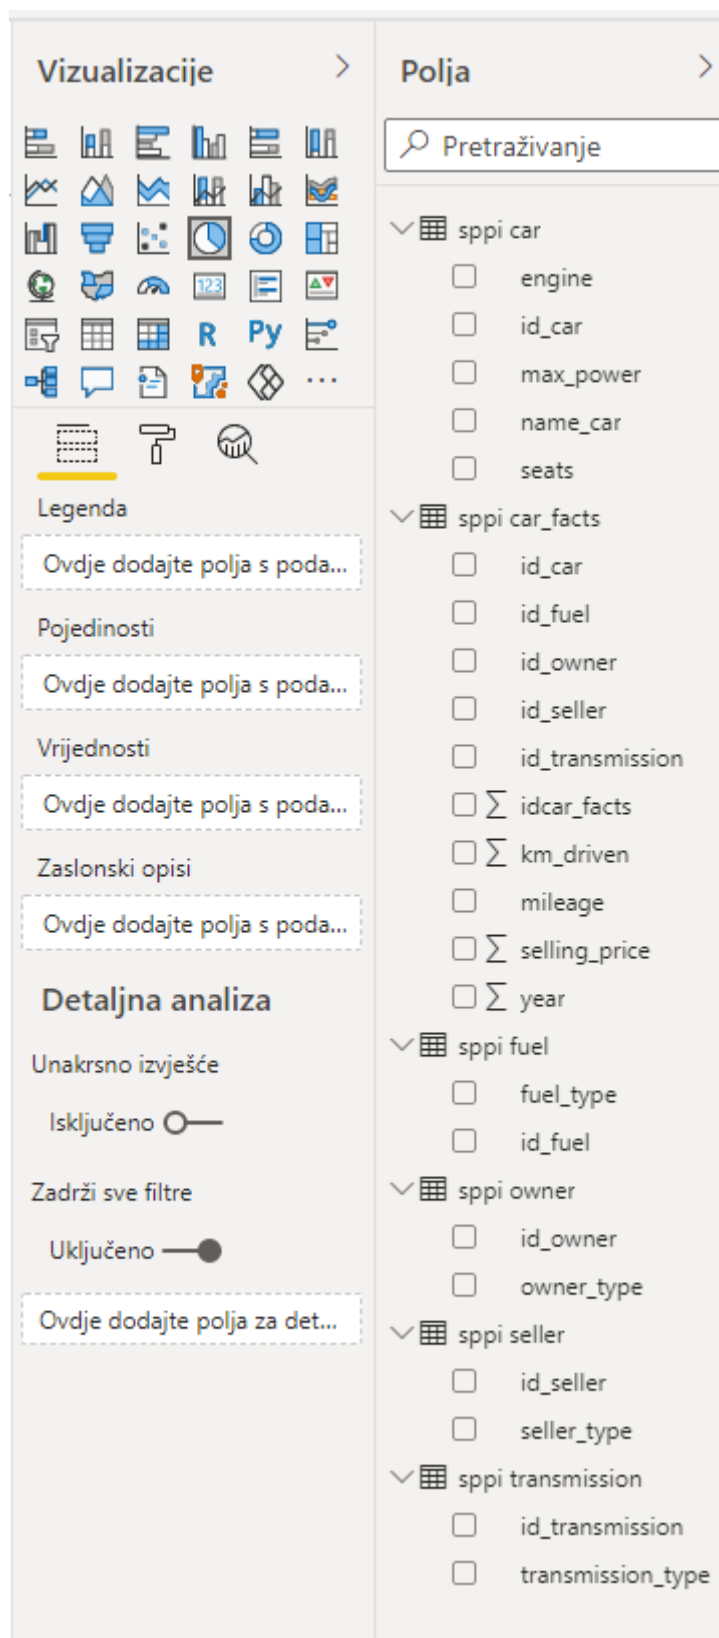 Vizualizacije
123
R
Py
Legenda
Ovdje dodajte polja s poda...
Pojedinosti
Ovdje dodajte polja s poda...
Vrijednosti
Ovdje dodajte polja s poda...
Zaslonski opisi
Ovdje dodajte polja s poda...
Detaljna analiza
Unakrsno izvješće
Isključeno
Zadrži sve filtre
Uključeno
Ovdje dodajte polja za det...
Polja
Pretraživanje
sppi car
engine
id_car
max_power
name_car
seats
sppi car_facts
id_car
id_fuel
id_owner
id_seller
id_transmission
∑ idcar_facts
∑ km_driven
mileage
∑ selling_price
∑ year
sppi fuel
fuel_type
id_fuel
sppi owner
id_owner
owner_type
sppi seller
id_seller
seller_type
sppi transmission
id_transmission
transmission_type